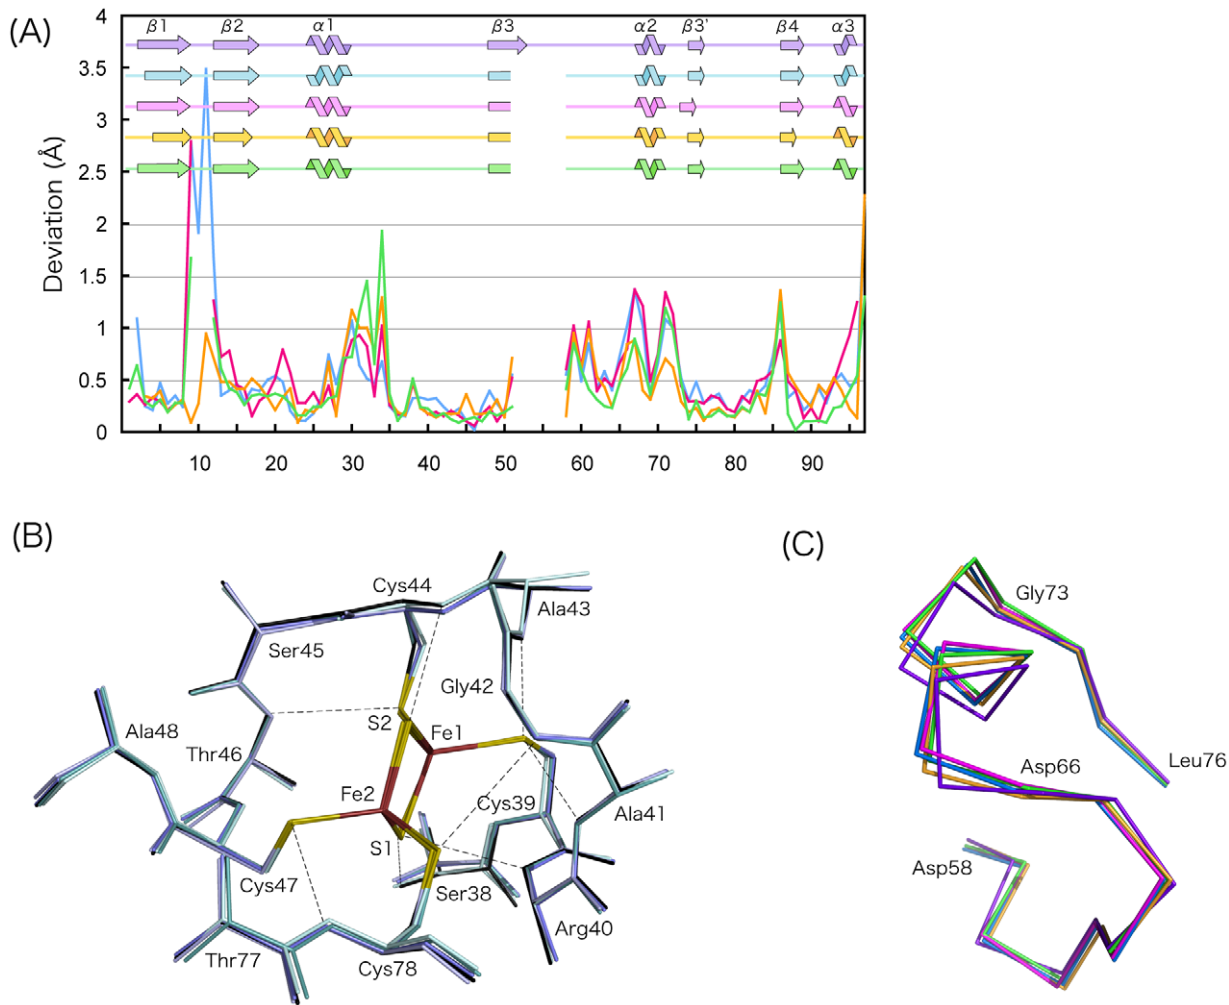 (A)
β1 β2 α1 β3 α2 β3' β4 α3
4
3.5
3
2.5
2
1.5
1
0.5
0
Deviation (Å)
10 20 30 40 50 60 70 80 90
(B)
Cys44
Ala43
Ser45
Gly42
S2
Fe1
Ala48
Thr46
Fe2
Cys39
Ala41
S1
Cys47
Ser38
Arg40
Thr77
Cys78
(C)
Gly73
Asp66
Leu76
Asp58